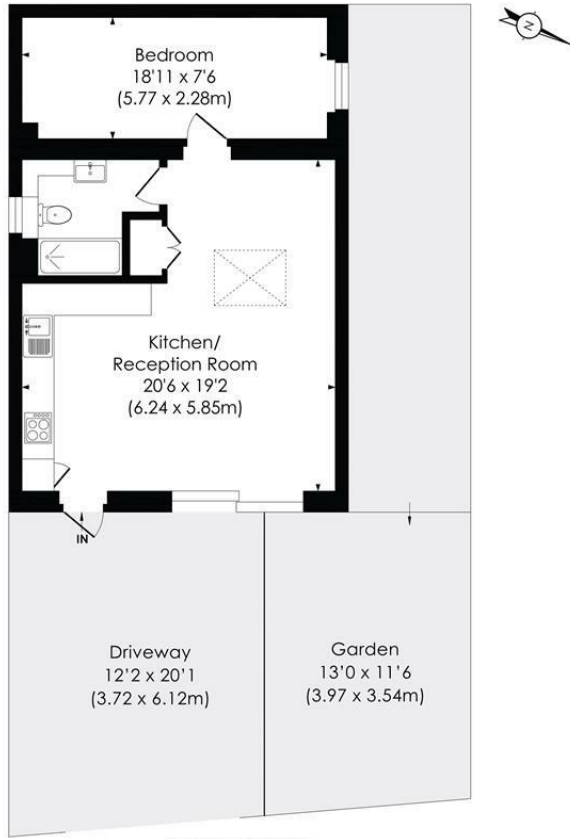 N
Bedroom
18'11 x 7'6
(5.77 x 2.28m)
Kitchen/
Reception Room
20'6 x 19'2
(6.24 x 5.85m)
IN
Driveway
12'2 x 20'1
(3.72 x 6.12m)
Garden
13'0 x 11'6
(3.97 x 3.54m)